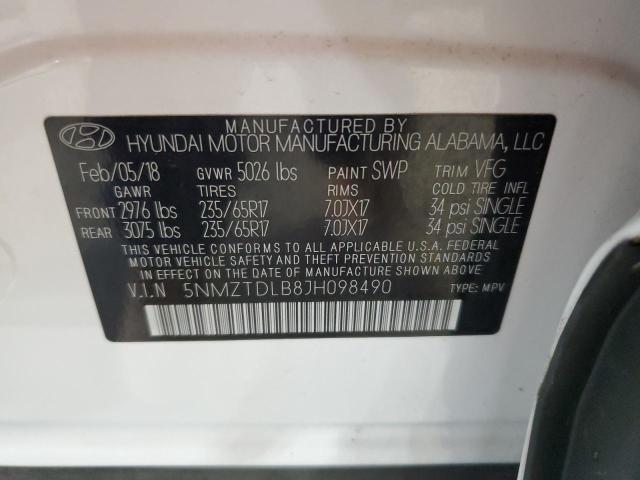 MANUFACTURED BY
HYUNDAI MOTOR MANUFACTURING ALABAMA, LLC
Feb/05/18 GVWR 5026 lbs PAINT SWP TRIM VFG
GAWR TIRES RIMS COLD TIRE INFL
FRONT 2976 lbs 235/65R17 7.0JX17 34 psi SINGLE
REAR 3075 lbs 235/65R17 7.0JX17 34 psi SINGLE
THIS VEHICLE CONFORMS TO ALL APPLICABLE U.S.A. FEDERAL
MOTOR VEHICLE SAFETY AND THEFT PREVENTION STANDARDS
IN EFFECT ON THE DATE OF MANUFACTURE SHOWN ABOVE.
V.I.N 5NMZTDLB8JH098490 TYPE: MPV